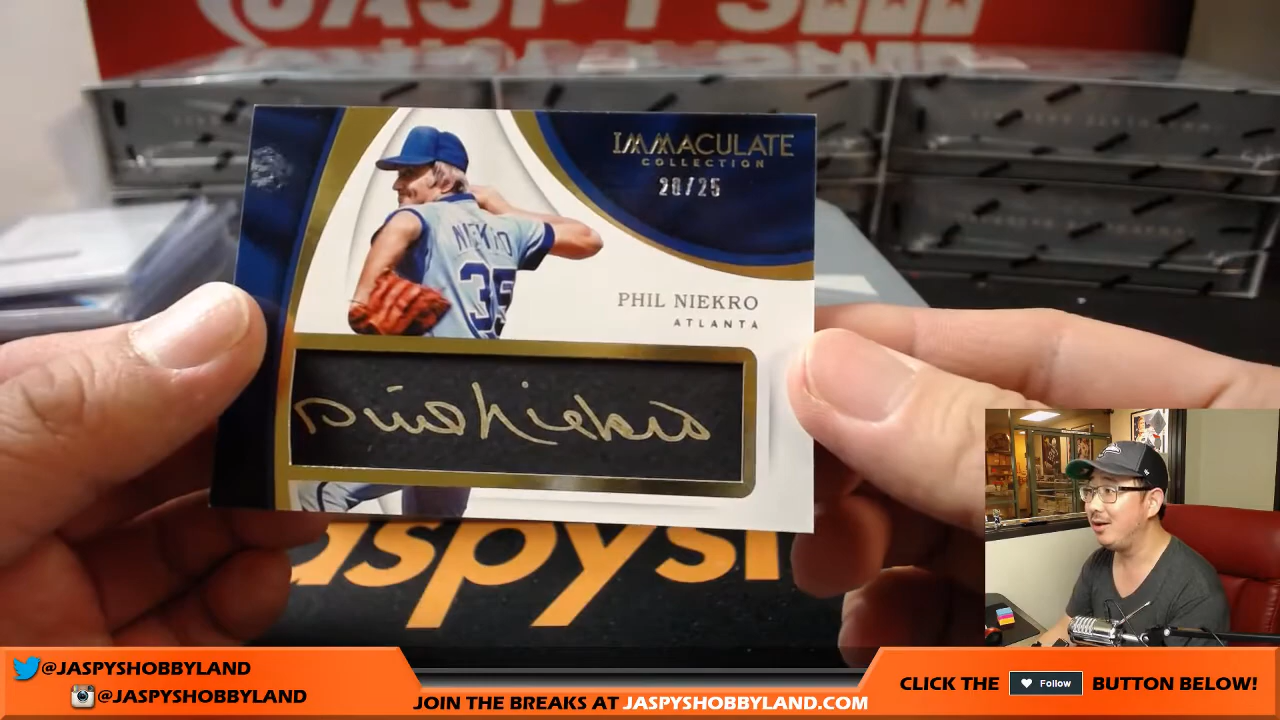 IMMACULATE
COLLECTION
20/25
NIEKRO
35
PHIL NIEKRO
ATLANTA
Phil Niekro
jaspys
@JASPYSHOBBYLAND
@JASPYSHOBBYLAND
JOIN THE BREAKS AT JASPYSHOBBYLAND.COM
CLICK THE Follow BUTTON BELOW!